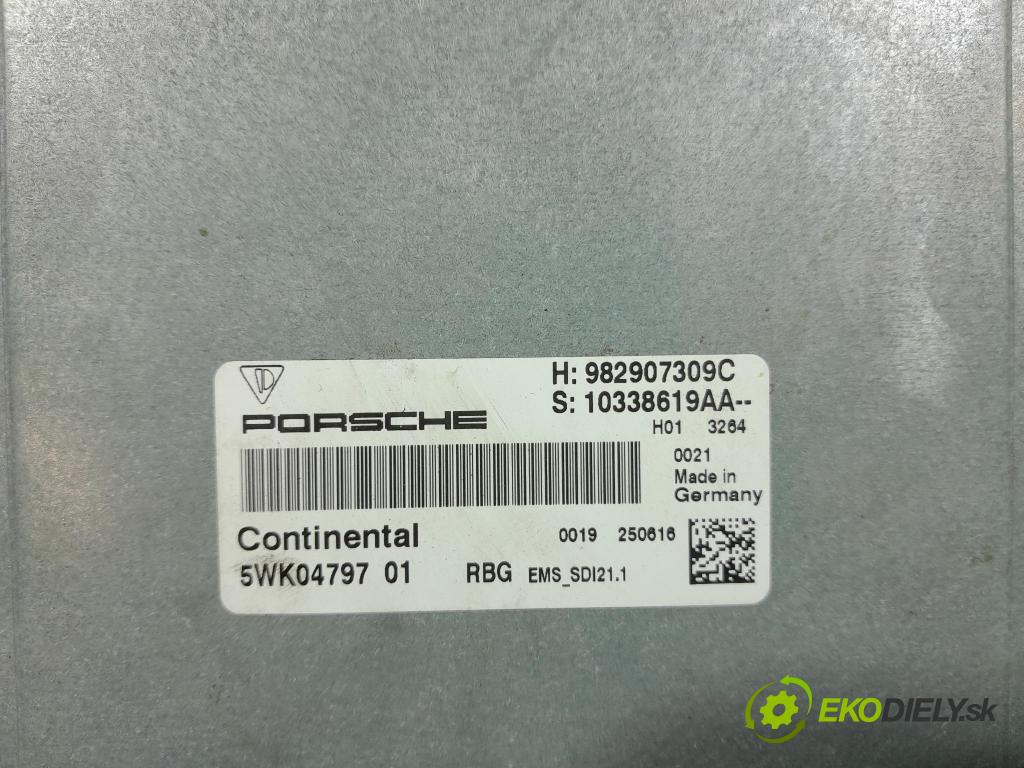 H: 982907309C
PORSCHE
S: 10338619AA--
H01 3264
0021
Made in
Germany
Continental
0019 250616
5WK04797 01 RBG EMS_SDI21.1
EKODIELY.sk